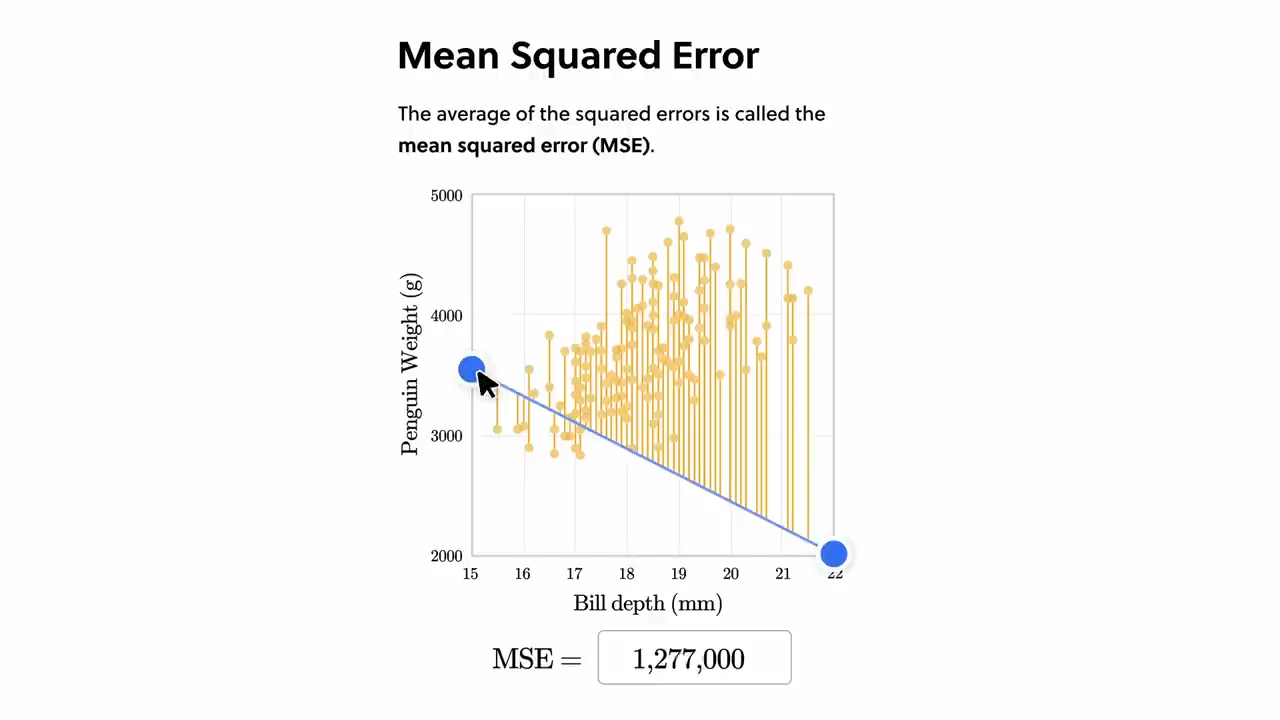 Mean Squared Error
The average of the squared errors is called the
mean squared error (MSE).
5000
4000
3000
2000
Penguin Weight (g)
15 16 17 18 19 20 21 22
Bill depth (mm)
MSE = 1,277,000